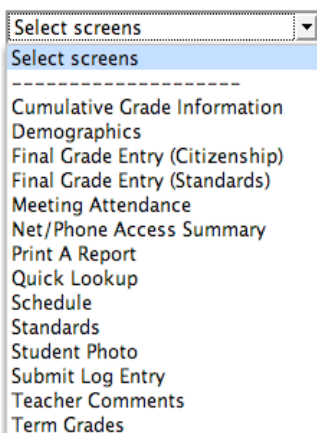 Select screens
Select screens
--------------------
Cumulative Grade Information
Demographics
Final Grade Entry (Citizenship)
Final Grade Entry (Standards)
Meeting Attendance
Net/Phone Access Summary
Print A Report
Quick Lookup
Schedule
Standards
Student Photo
Submit Log Entry
Teacher Comments
Term Grades